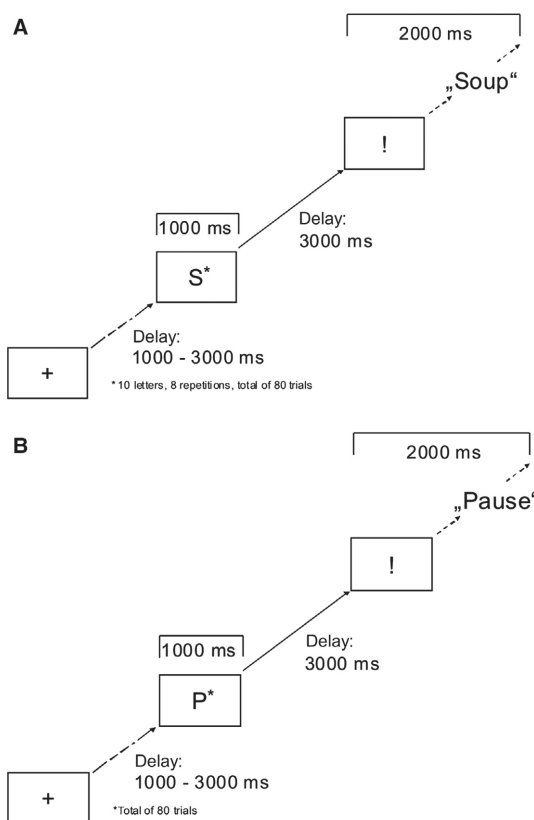 A
2000 ms
„Soup“
!
1000 ms
Delay:
3000 ms
S*
Delay:
1000 - 3000 ms
+
* 10 letters, 8 repetitions, total of 80 trials
B
2000 ms
„Pause“
!
1000 ms
Delay:
3000 ms
P*
Delay:
1000 - 3000 ms
+
*Total of 80 trials